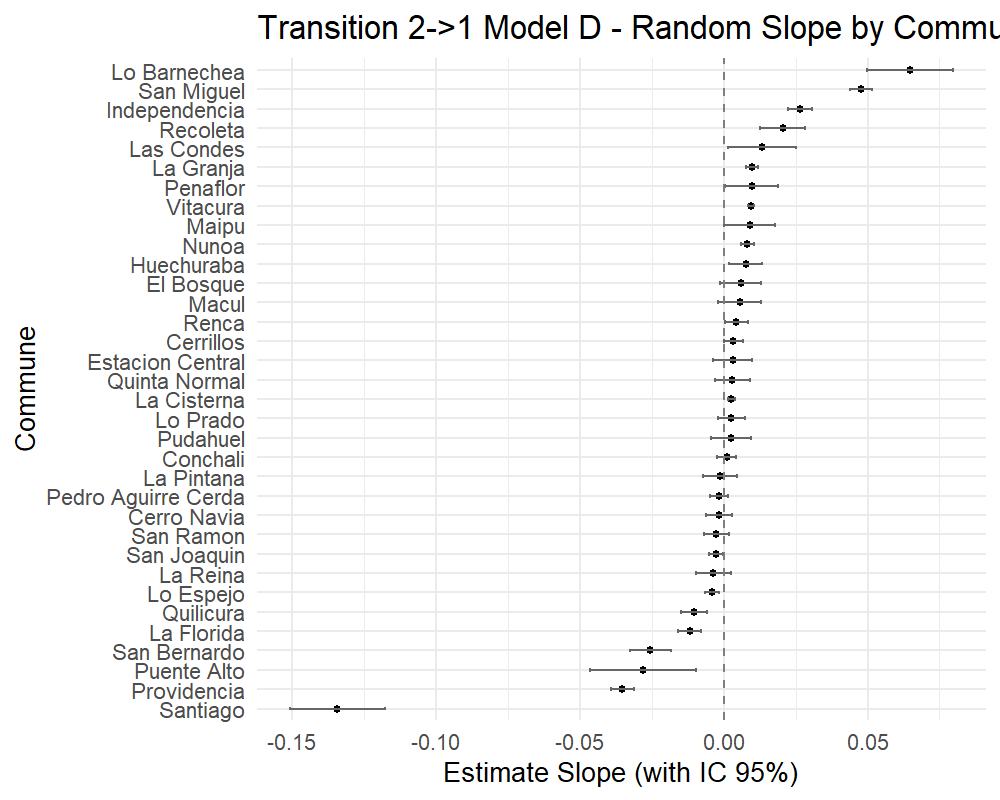 Transition 2->1 Model D - Random Slope by Commu
Commune
Lo Barnechea
San Miguel
Independencia
Recoleta
Las Condes
La Granja
Penaflor
Vitacura
Maipu
Nunoa
Huechuraba
El Bosque
Macul
Renca
Cerrillos
Estacion Central
Quinta Normal
La Cisterna
Lo Prado
Pudahuel
Conchali
La Pintana
Pedro Aguirre Cerda
Cerro Navia
San Ramon
San Joaquin
La Reina
Lo Espejo
Quilicura
La Florida
San Bernardo
Puente Alto
Providencia
Santiago
-0.15 -0.10 -0.05 0.00 0.05
Estimate Slope (with IC 95%)